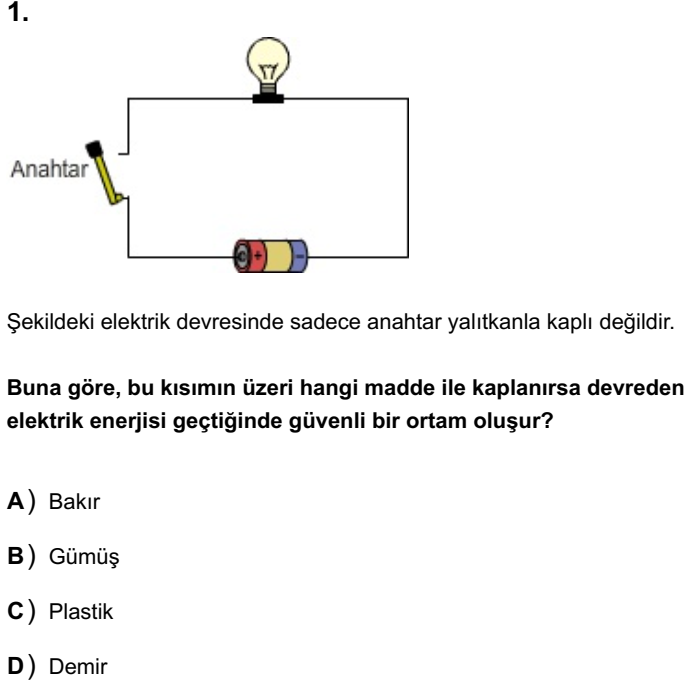 1.
Anahtar
+
-
Şekildeki elektrik devresinde sadece anahtar yalıtkanla kaplı değildir.
Buna göre, bu kısımın üzeri hangi madde ile kaplanırsa devreden
elektrik enerjisi geçtiğinde güvenli bir ortam oluşur?
A) Bakır
B) Gümüş
C) Plastik
D) Demir